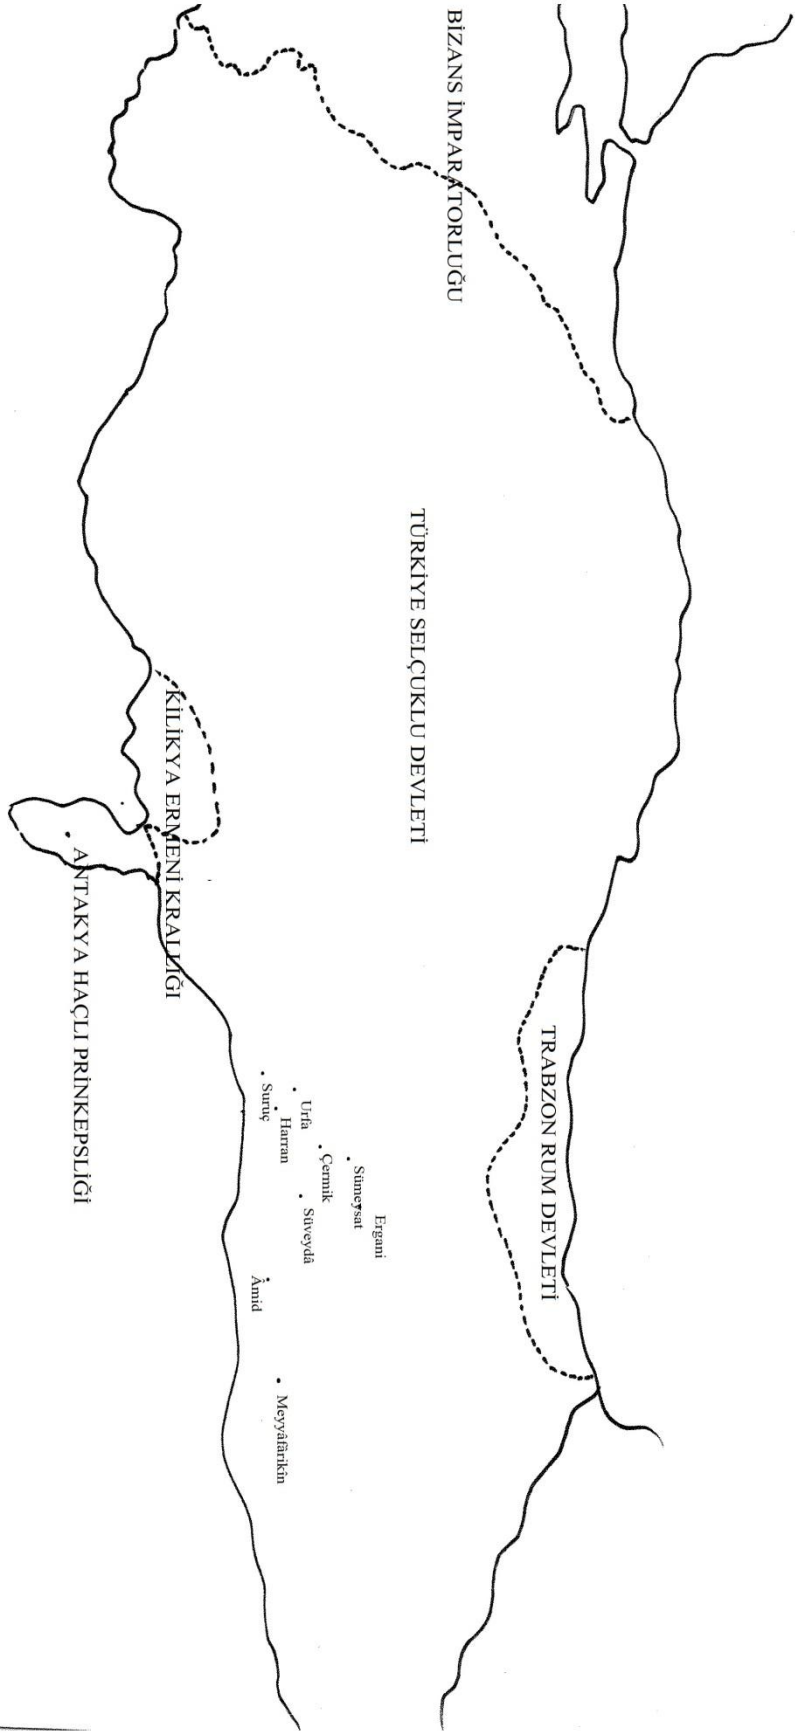 BİZANS İMPARATORLUĞU
TÜRKİYE SELÇUKLU DEVLETİ
TRABZON RUM DEVLETİ
KİLİKYA ERMENİ KRALLIĞI
ANTAKYA HAÇLI PRİNKEPSLİĞİ
Ergani
Sümeysat
Çermik
Süveydâ
Urfa
Harran
Suruç
Âmid
Meyyâfârikîn